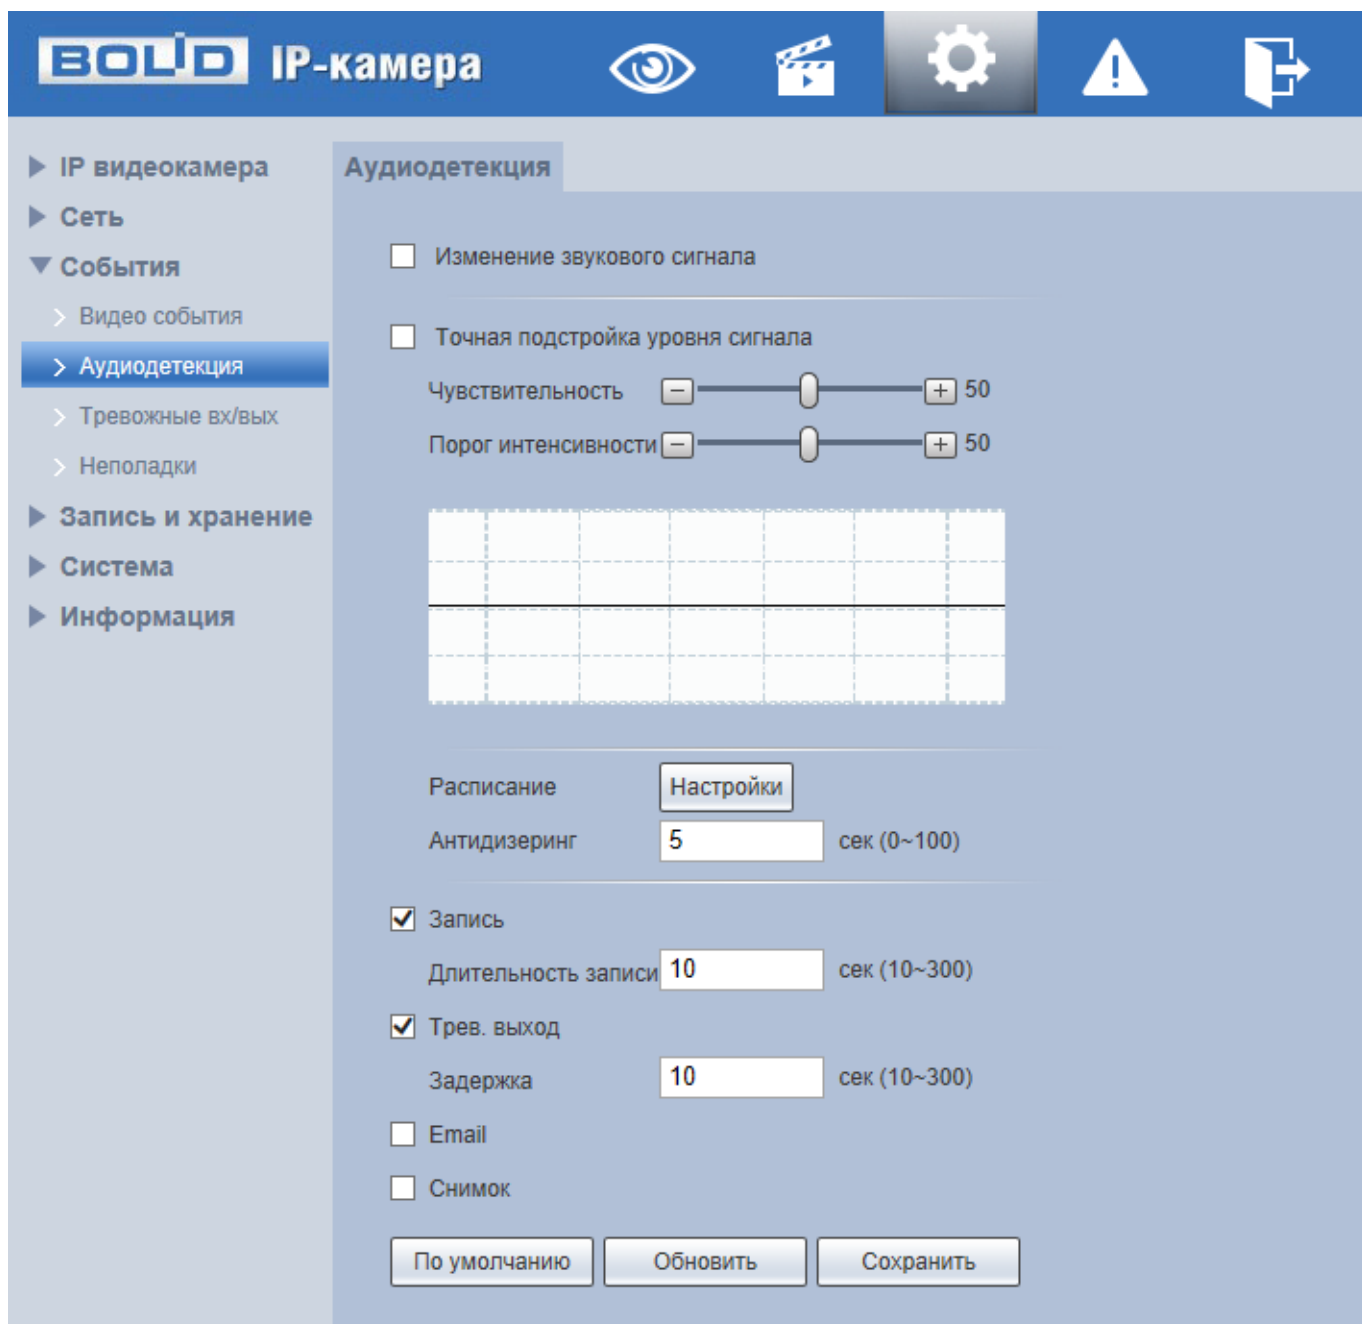 BOLID IP-камера
IP видеокамера
Сеть
События
Видео события
Аудиодетекция
Тревожные вх/вых
Неполадки
Запись и хранение
Система
Информация
Аудиодетекция
Изменение звукового сигнала
Точная подстройка уровня сигнала
Чувствительность 50
Порог интенсивности 50
Расписание Настройки
Антидизеринг 5 сек (0~100)
Запись
Длительность записи 10 сек (10~300)
Трев. выход
Задержка 10 сек (10~300)
Email
Снимок
По умолчанию Обновить Сохранить